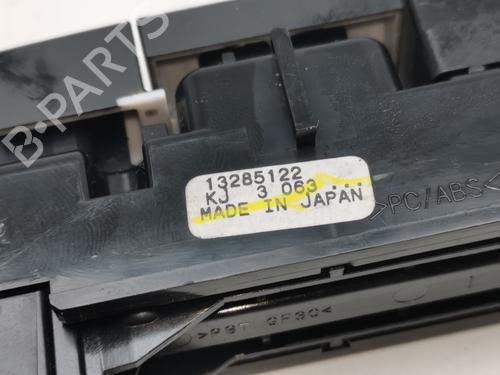 B-PARTS
13285122
KJ 3 063 ...
MADE IN JAPAN
>PC/ABS<
>PBT GF30<